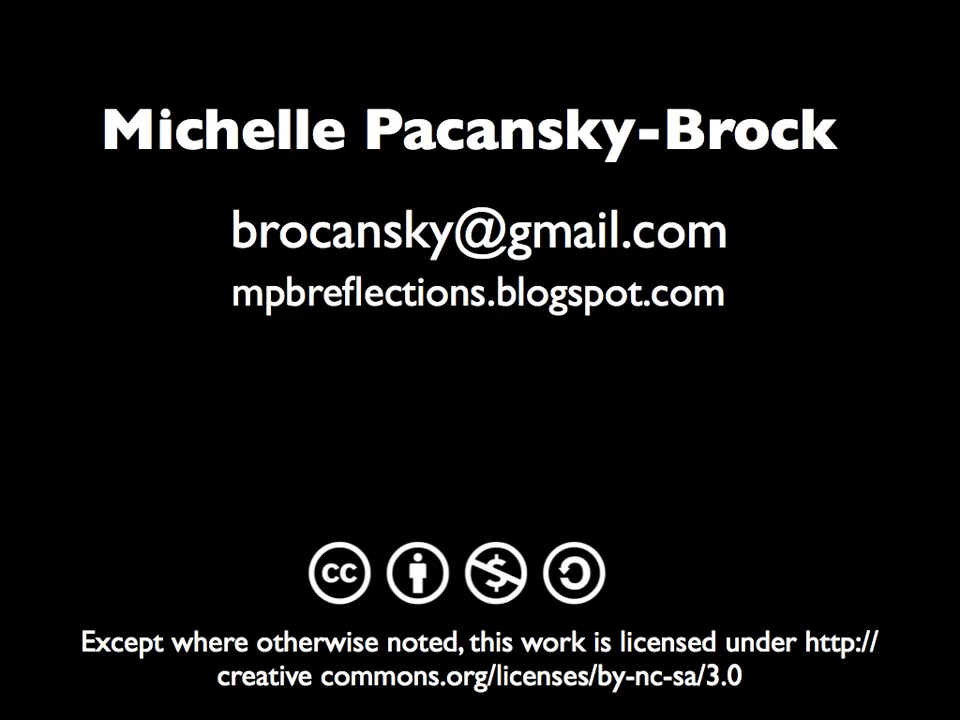 Michelle Pacansky-Brock
brocansky@gmail.com
mpbreflections.blogspot.com
cc
Except where otherwise noted, this work is licensed under http://
creative commons.org/licenses/by-nc-sa/3.0